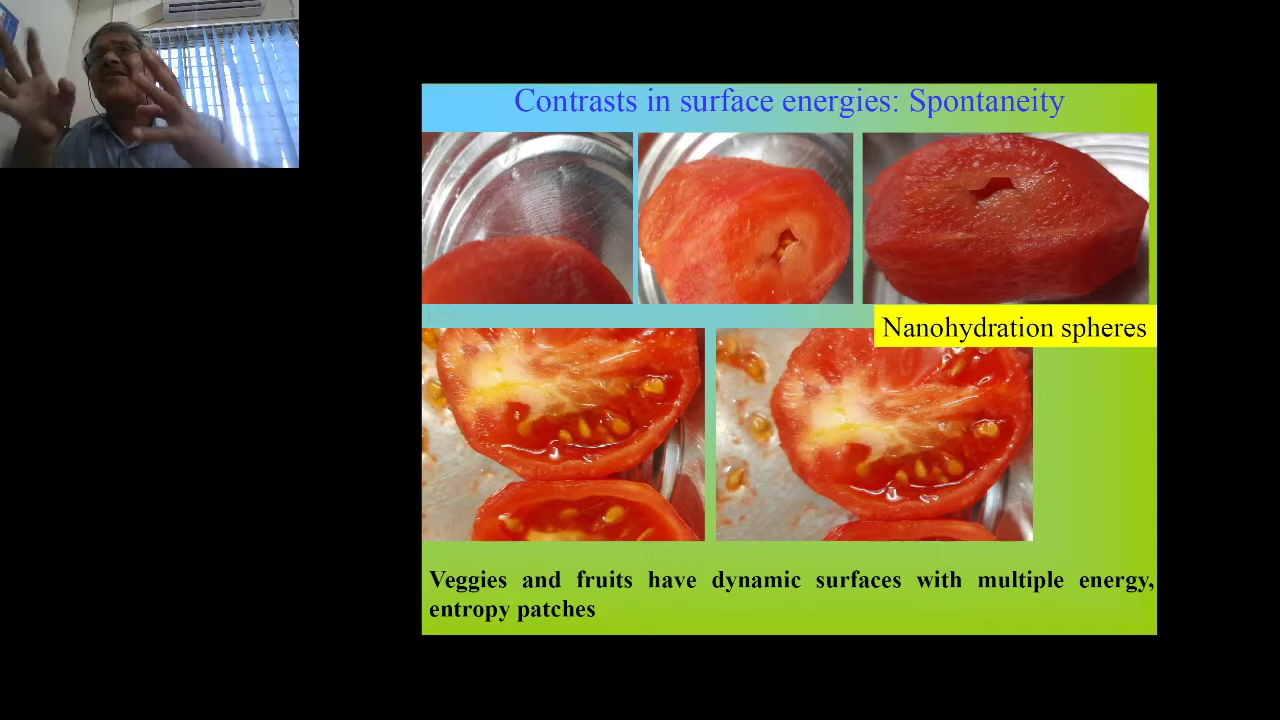 Contrasts in surface energies: Spontaneity
Nanohydration spheres
Veggies and fruits have dynamic surfaces with multiple energy,
entropy patches